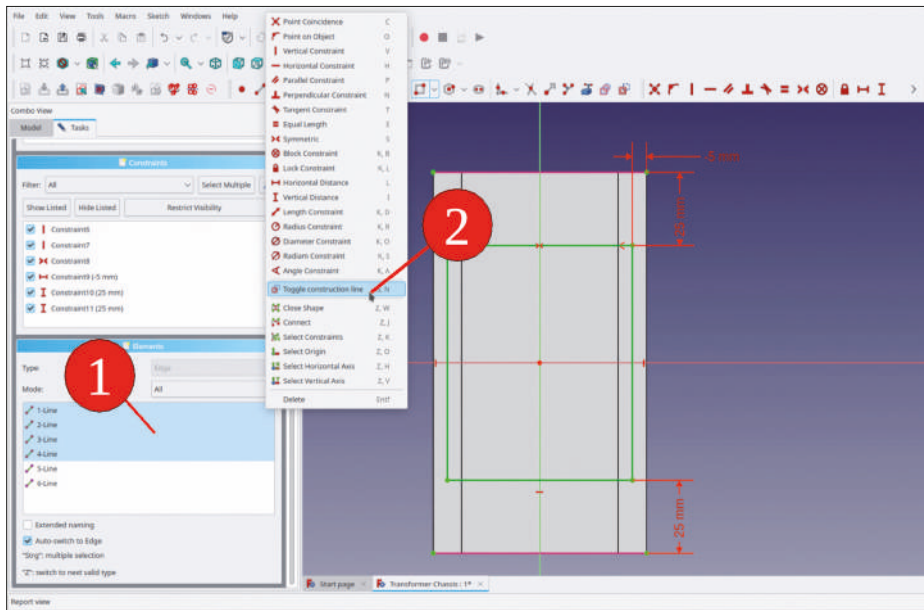 File Edit View Tools Macro Sketch Windows Help
Combo View
Model Tasks
Constraints
Filter: All Select Multiple
Show Listed Hide Listed Restrict Visibility
Constraint6
Constraint7
Constraint8
Constraint9 (-5 mm)
Constraint10 (25 mm)
Constraint11 (25 mm)
Elements
Type Edge
Mode: All
1-Line
2-Line
3-Line
4-Line
5-Line
6-Line
Extended naming
Auto-switch to Edge
"Strg": multiple selection
"Z": switch to next valid type
Report view
1
Point Coincidence C
Point on Object O
Vertical Constraint V
Horizontal Constraint H
Parallel Constraint P
Perpendicular Constraint N
Tangent Constraint T
Equal Length E
Symmetric S
Block Constraint K, B
Lock Constraint K, L
Horizontal Distance L
Vertical Distance I
Length Constraint K, D
Radius Constraint K, R
Diameter Constraint K, O
Radiam Constraint K, S
Angle Constraint K, A
Toggle construction line N
Close Shape Z, W
Connect Z, J
Select Constraints Z, K
Select Origin Z, O
Select Horizontal Axis Z, H
Select Vertical Axis Z, V
Delete Entf
2
-5 mm
25 mm
25 mm
Start page
Transformer Chassis : 1*